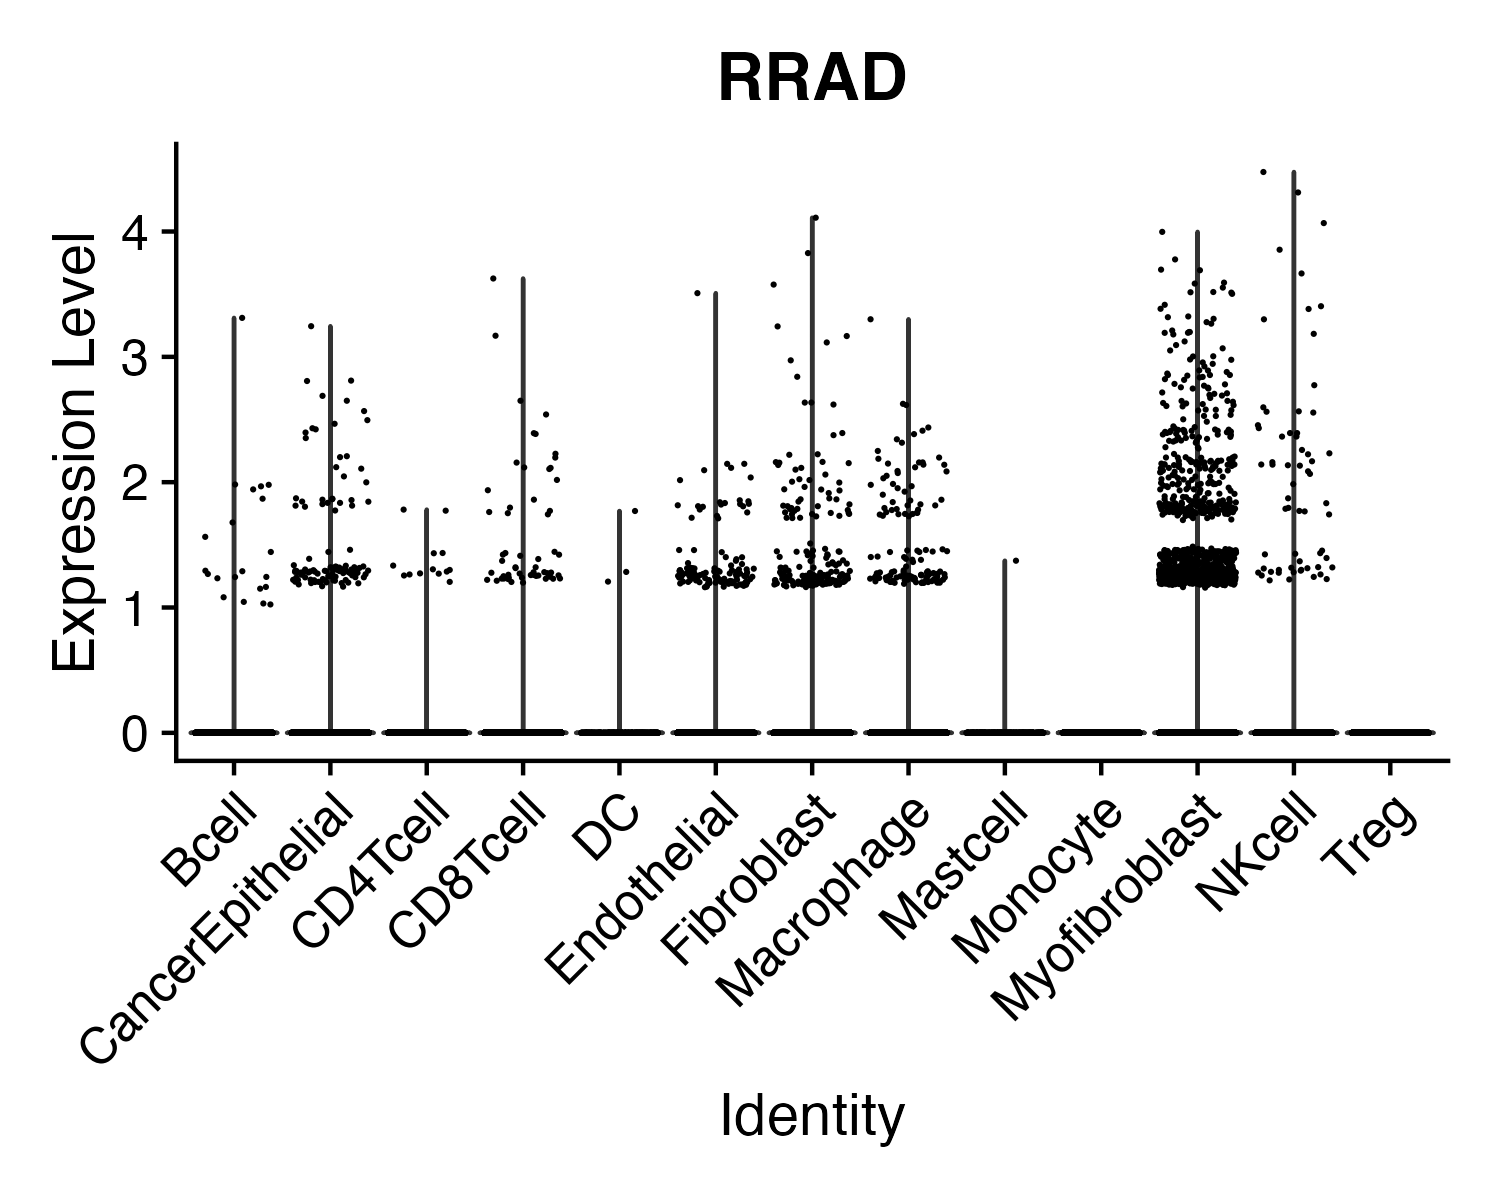 RRAD
Expression Level
4
3
2
1
0
Bcell
CancerEpithelial
CD4Tcell
CD8Tcell
DC
Endothelial
Fibroblast
Macrophage
Mastcell
Monocyte
Myofibroblast
NKcell
Treg
Identity